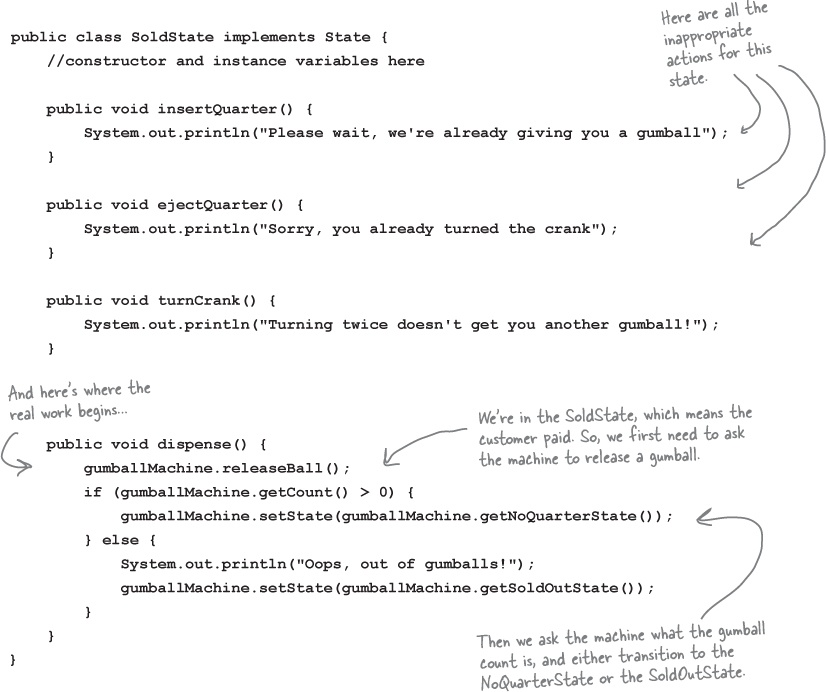 Here are all the
inappropriate
actions for this
state.
public class SoldState implements State {
//constructor and instance variables here
public void insertQuarter() {
System.out.println("Please wait, we're already giving you a gumball");
}
public void ejectQuarter() {
System.out.println("Sorry, you already turned the crank");
}
public void turnCrank() {
System.out.println("Turning twice doesn't get you another gumball!");
}
And here's where the
real work begins...
We're in the SoldState, which means the
customer paid. So, we first need to ask
the machine to release a gumball.
public void dispense() {
gumballMachine.releaseBall();
if (gumballMachine.getCount() > 0) {
gumballMachine.setState(gumballMachine.getNoQuarterState());
} else {
System.out.println("Oops, out of gumballs!");
gumballMachine.setState(gumballMachine.getSoldOutState());
}
}
}
Then we ask the machine what the gumball
count is, and either transition to the
NoQuarterState or the SoldOutState.